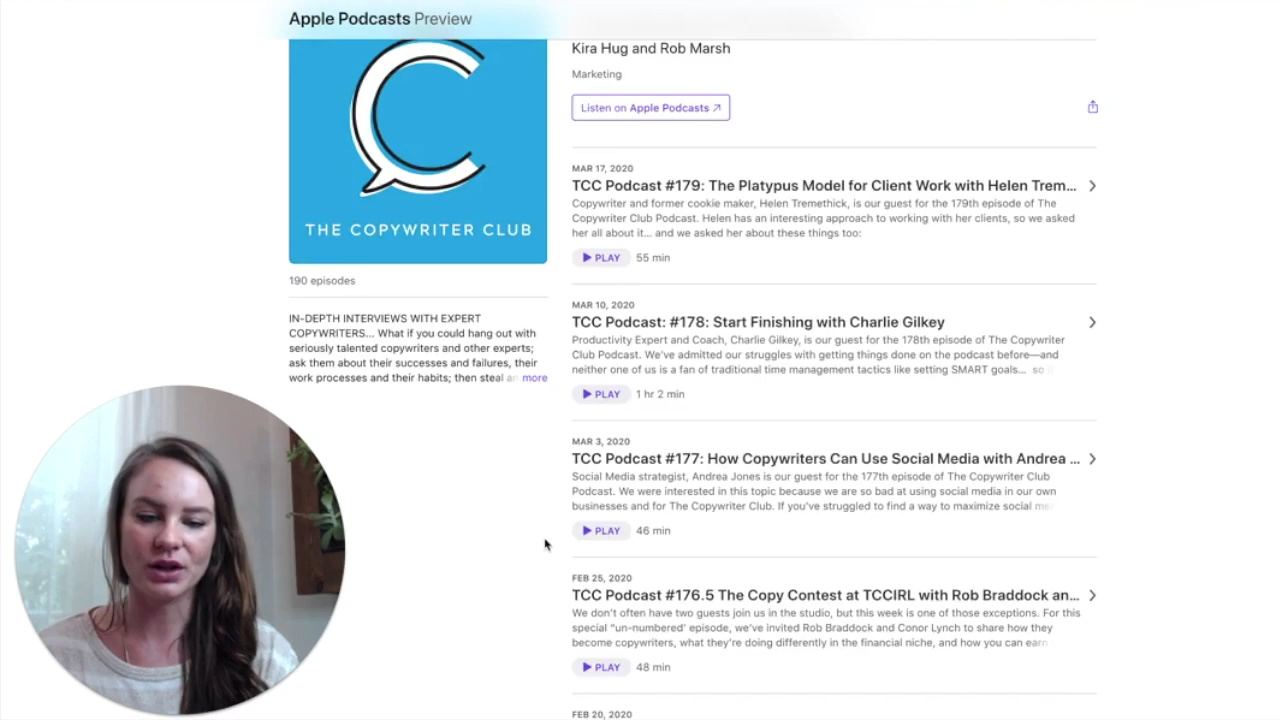 Apple Podcasts Preview
THE COPYWRITER CLUB
190 episodes
IN-DEPTH INTERVIEWS WITH EXPERT
COPYWRITERS... What if you could hang out with
seriously talented copywriters and other experts;
ask them about their successes and failures, their
work processes and their habits; then steal an more
Kira Hug and Rob Marsh
Marketing
Listen on Apple Podcasts ↗
MAR 17, 2020
TCC Podcast #179: The Platypus Model for Client Work with Helen Trem...
Copywriter and former cookie maker, Helen Tremethick, is our guest for the 179th episode of The
Copywriter Club Podcast. Helen has an interesting approach to working with her clients, so we asked
her all about it... and we asked her about these things too:
PLAY 55 min
MAR 10, 2020
TCC Podcast: #178: Start Finishing with Charlie Gilkey
Productivity Expert and Coach, Charlie Gilkey, is our guest for the 178th episode of The Copywriter
Club Podcast. We've admitted our struggles with getting things done on the podcast before—and
neither one of us is a fan of traditional time management tactics like setting SMART goals... so
PLAY 1 hr 2 min
MAR 3, 2020
TCC Podcast #177: How Copywriters Can Use Social Media with Andrea ...
Social Media strategist, Andrea Jones is our guest for the 177th episode of The Copywriter Club
Podcast. We were interested in this topic because we are so bad at using social media in our own
businesses and for The Copywriter Club. If you've struggled to find a way to maximize social me
PLAY 46 min
FEB 25, 2020
TCC Podcast #176.5 The Copy Contest at TCCIRL with Rob Braddock an...
We don't often have two guests join us in the studio, but this week is one of those exceptions. For this
special "un-numbered' episode, we've invited Rob Braddock and Conor Lynch to share how they
become copywriters, what they're doing differently in the financial niche, and how you can earn
PLAY 48 min
FEB 20, 2020